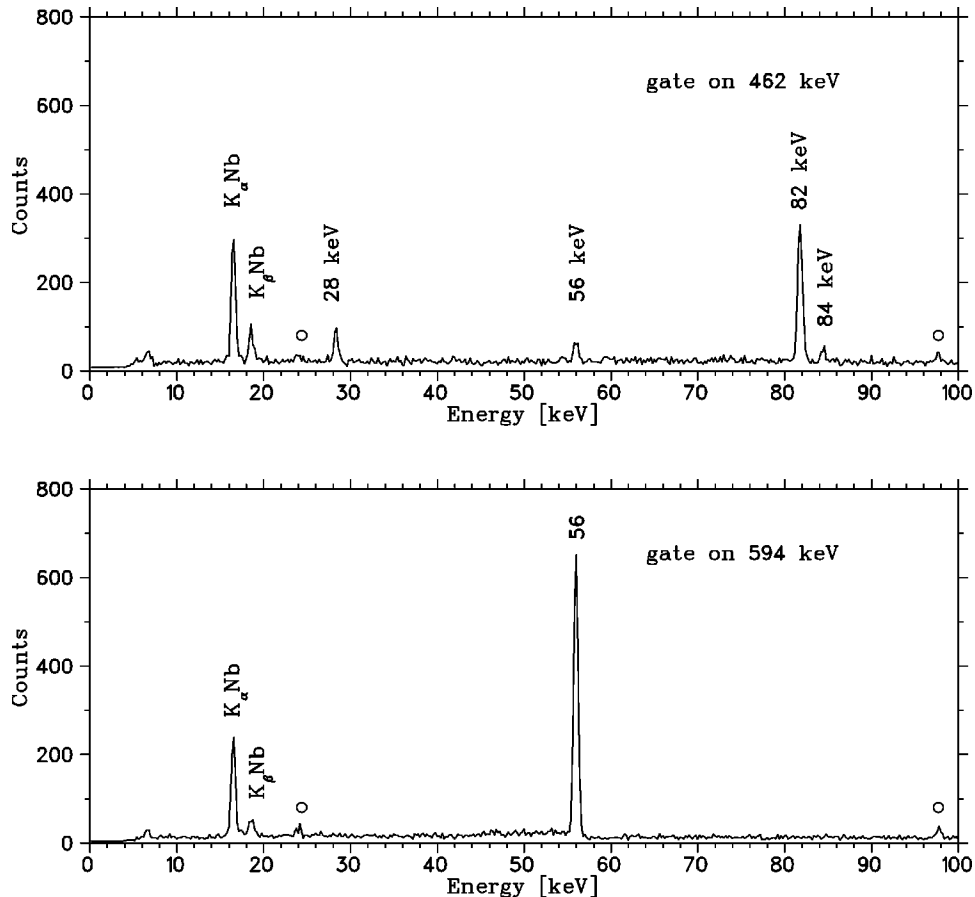 800
600
400
200
0
Counts
gate on 462 keV
KαNb
KβNb
28 keV
56 keV
82 keV
84 keV
0 10 20 30 40 50 60 70 80 90 100
Energy [keV]
800
600
400
200
0
Counts
gate on 594 keV
KαNb
KβNb
56
0 10 20 30 40 50 60 70 80 90 100
Energy [keV]